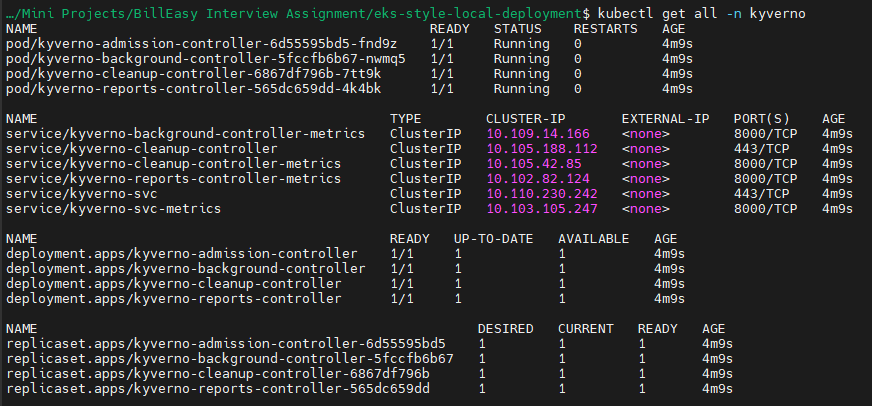 …/Mini Projects/BillEasy Interview Assignment/eks-style-local-deployment$ kubectl get all -n kyverno
NAME READY STATUS RESTARTS AGE
pod/kyverno-admission-controller-6d55595bd5-fnd9z 1/1 Running 0 4m9s
pod/kyverno-background-controller-5fccfb6b67-nwmq5 1/1 Running 0 4m9s
pod/kyverno-cleanup-controller-6867df796b-7tt9k 1/1 Running 0 4m9s
pod/kyverno-reports-controller-565dc659dd-4k4bk 1/1 Running 0 4m9s
NAME TYPE CLUSTER-IP EXTERNAL-IP PORT(S) AGE
service/kyverno-background-controller-metrics ClusterIP 10.109.14.166 <none> 8000/TCP 4m9s
service/kyverno-cleanup-controller ClusterIP 10.105.188.112 <none> 443/TCP 4m9s
service/kyverno-cleanup-controller-metrics ClusterIP 10.105.42.85 <none> 8000/TCP 4m9s
service/kyverno-reports-controller-metrics ClusterIP 10.102.82.124 <none> 8000/TCP 4m9s
service/kyverno-svc ClusterIP 10.110.230.242 <none> 443/TCP 4m9s
service/kyverno-svc-metrics ClusterIP 10.103.105.247 <none> 8000/TCP 4m9s
NAME READY UP-TO-DATE AVAILABLE AGE
deployment.apps/kyverno-admission-controller 1/1 1 1 4m9s
deployment.apps/kyverno-background-controller 1/1 1 1 4m9s
deployment.apps/kyverno-cleanup-controller 1/1 1 1 4m9s
deployment.apps/kyverno-reports-controller 1/1 1 1 4m9s
NAME DESIRED CURRENT READY AGE
replicaset.apps/kyverno-admission-controller-6d55595bd5 1 1 1 4m9s
replicaset.apps/kyverno-background-controller-5fccfb6b67 1 1 1 4m9s
replicaset.apps/kyverno-cleanup-controller-6867df796b 1 1 1 4m9s
replicaset.apps/kyverno-reports-controller-565dc659dd 1 1 1 4m9s